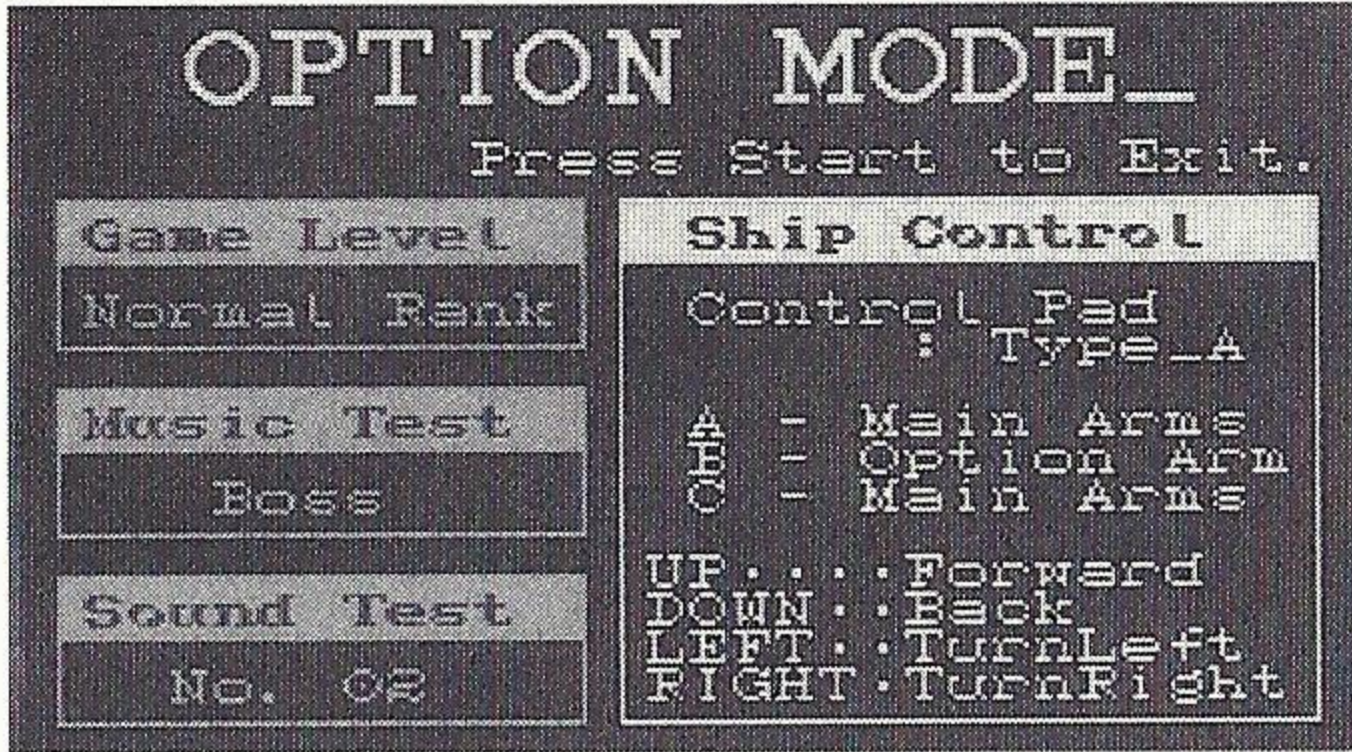 OPTION MODE_
Press Start to Exit.
Game Level
Normal Rank
Music Test
Boss
Sound Test
No. 02
Ship Control
Control Pad
: Type_A
A - Main Arms
B - Option Arm
C - Main Arms
UP....Forward
DOWN..Back
LEFT..TurnLeft
RIGHT.TurnRight